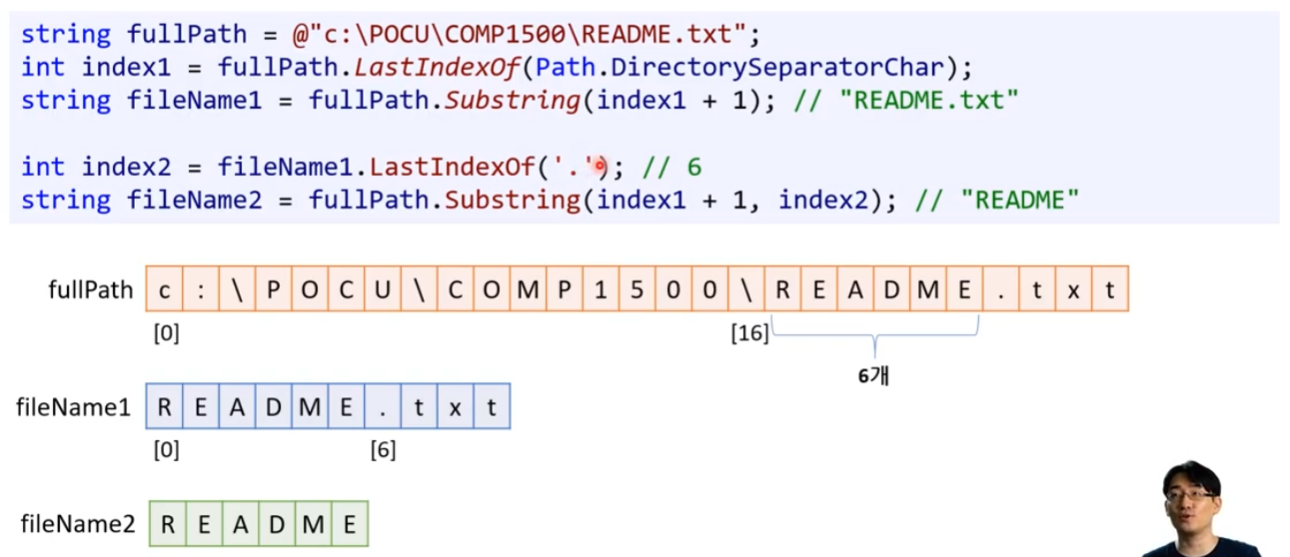 string fullPath = @"c:\POCU\COMP1500\README.txt";
int index1 = fullPath.LastIndexOf(Path.DirectorySeparatorChar);
string fileName1 = fullPath.Substring(index1 + 1); // "README.txt"
int index2 = fileName1.LastIndexOf('.'); // 6
string fileName2 = fullPath.Substring(index1 + 1, index2); // "README"
fullPath c : \ P O C U \ C O M P 1 5 0 0 \ R E A D M E . t x t
[0] [16]
6개
fileName1 R E A D M E . t x t
[0] [6]
fileName2 R E A D M E